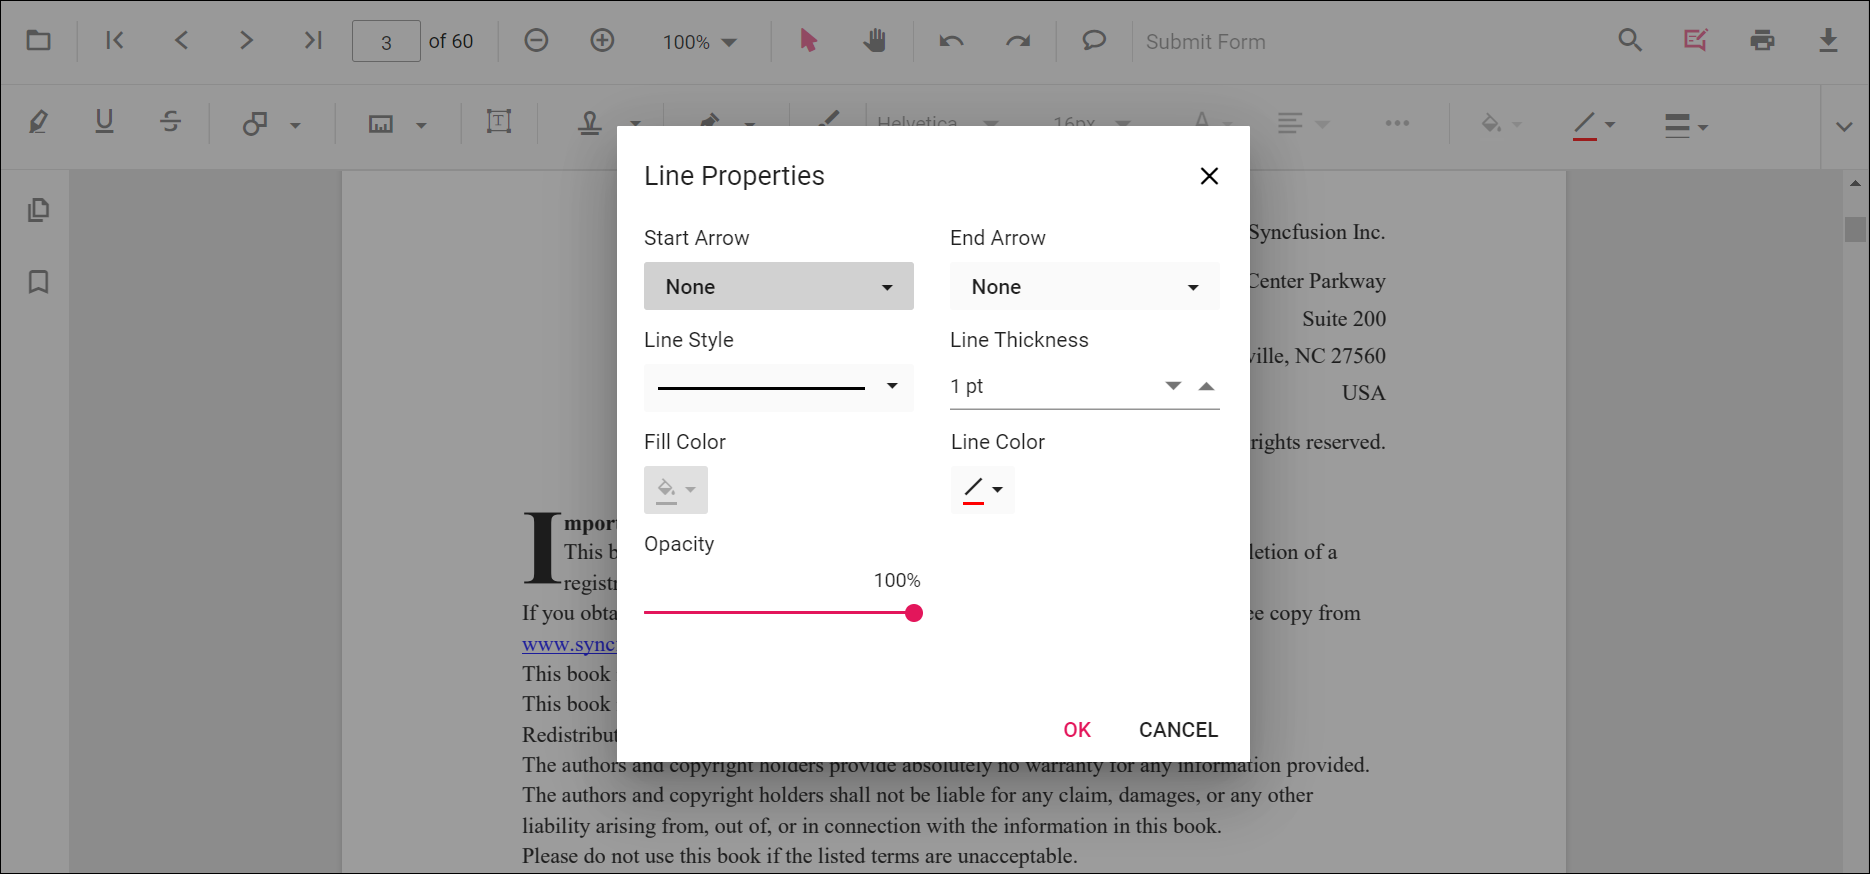 3 of 60
100%
Submit Form
Helvetica
16px
Line Properties
Start Arrow
End Arrow
None
None
Line Style
Line Thickness
1 pt
Fill Color
Line Color
Opacity
100%
OK
CANCEL
Syncfusion Inc.
Center Parkway
Suite 200
ville, NC 27560
USA
rights reserved.
Impor
This b
letion of a
registr
If you obta
ee copy from
www.sync
This book
This book
Redistribut
The authors and copyright holders provide absolutely no warranty for any information provided.
The authors and copyright holders shall not be liable for any claim, damages, or any other
liability arising from, out of, or in connection with the information in this book.
Please do not use this book if the listed terms are unacceptable.